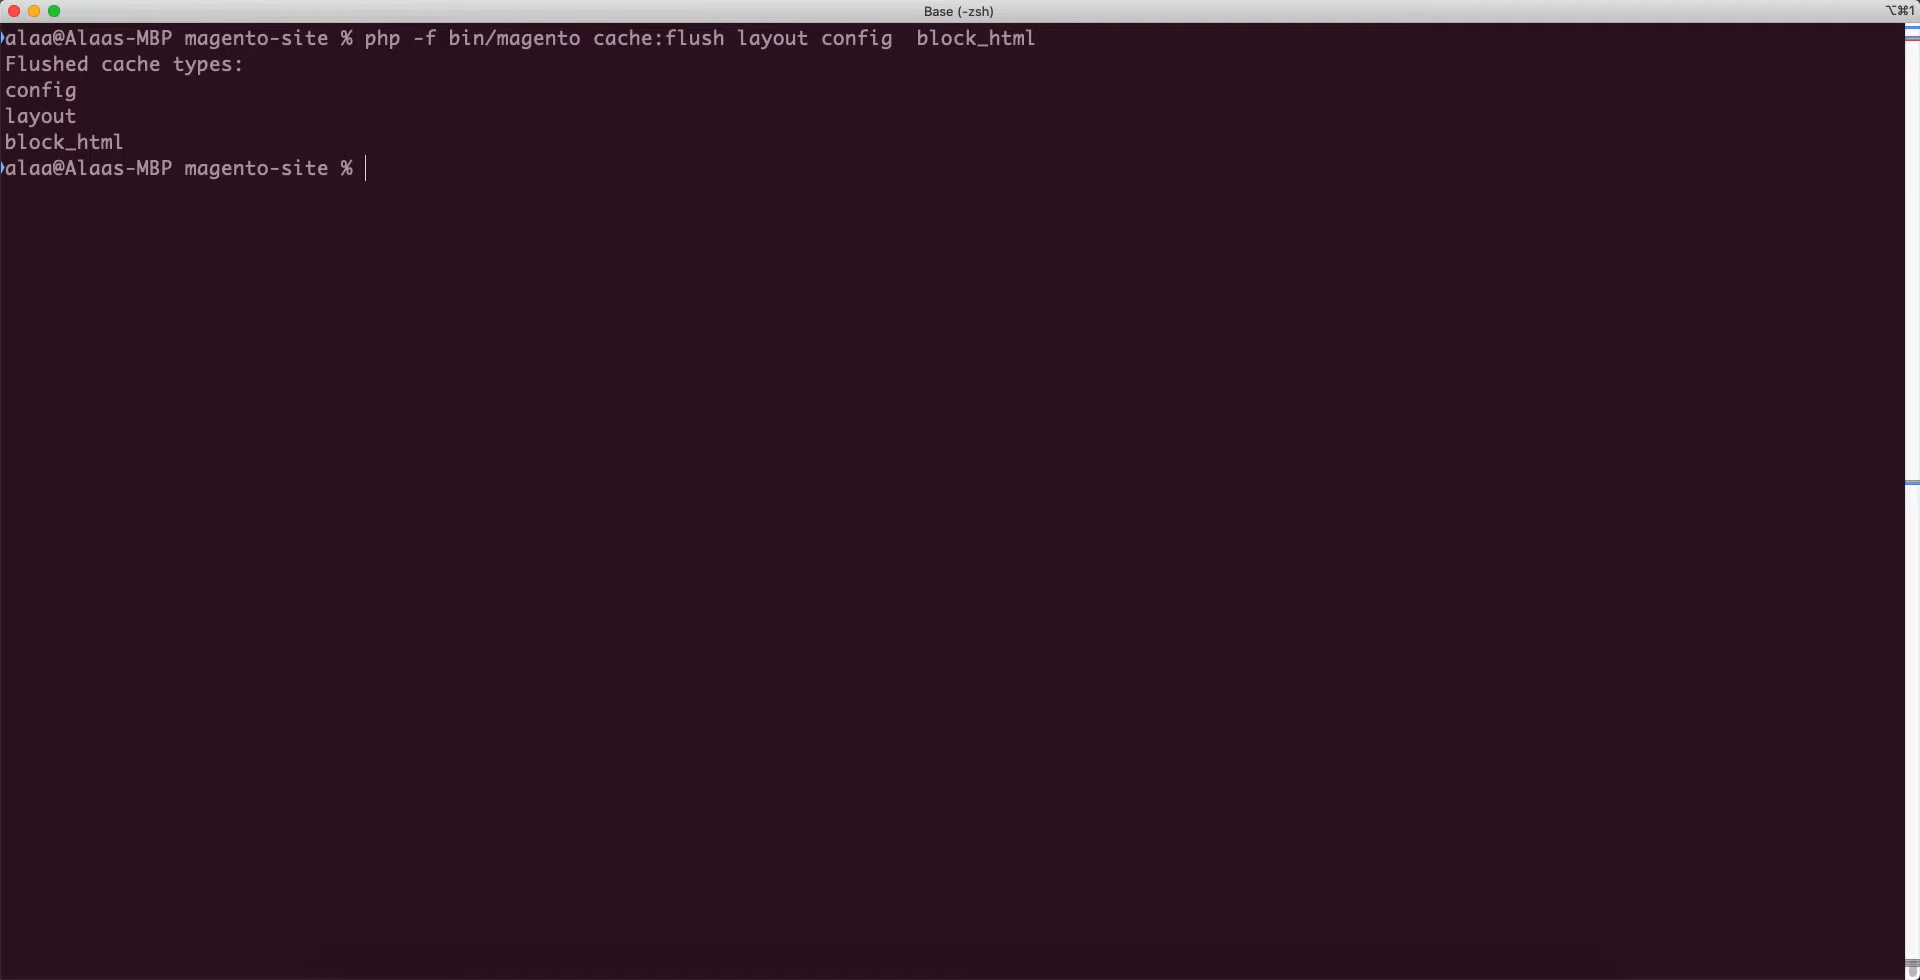 Base (-zsh)
⌥⌘1
alaa@Alaas-MBP magento-site % php -f bin/magento cache:flush layout config  block_html
Flushed cache types:
config
layout
block_html
alaa@Alaas-MBP magento-site %